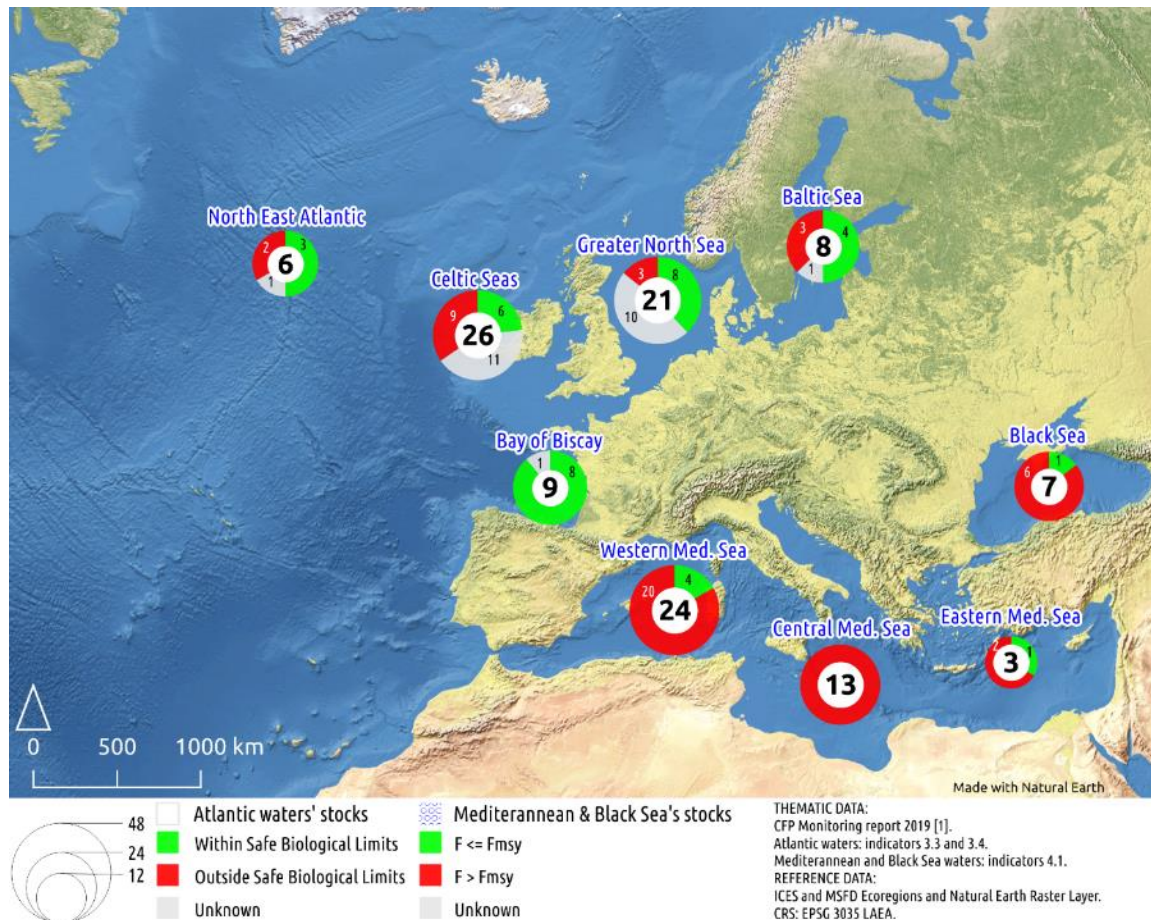 Baltic Sea
3
4
8
1
North East Atlantic
2
3
6
1
Greater North Sea
3
8
21
10
Celtic Seas
9
6
26
11
Bay of Biscay
1
8
9
Black Sea
6
1
7
Western Med. Sea
20
4
24
Central Med. Sea
13
Eastern Med. Sea
2
1
3
0 500 1000 km
Made with Natural Earth
48
24
12
Atlantic waters' stocks
Within Safe Biological Limits
Outside Safe Biological Limits
Unknown
Mediterannean & Black Sea's stocks
F <= Fmsy
F > Fmsy
Unknown
THEMATIC DATA:
CFP Monitoring report 2019 [1].
Atlantic waters: indicators 3.3 and 3.4.
Mediterranean and Black Sea waters: indicators 4.1.
REFERENCE DATA:
ICES and MSFD Ecoregions and Natural Earth Raster Layer.
CRS: EPSG 3035 LAEA.